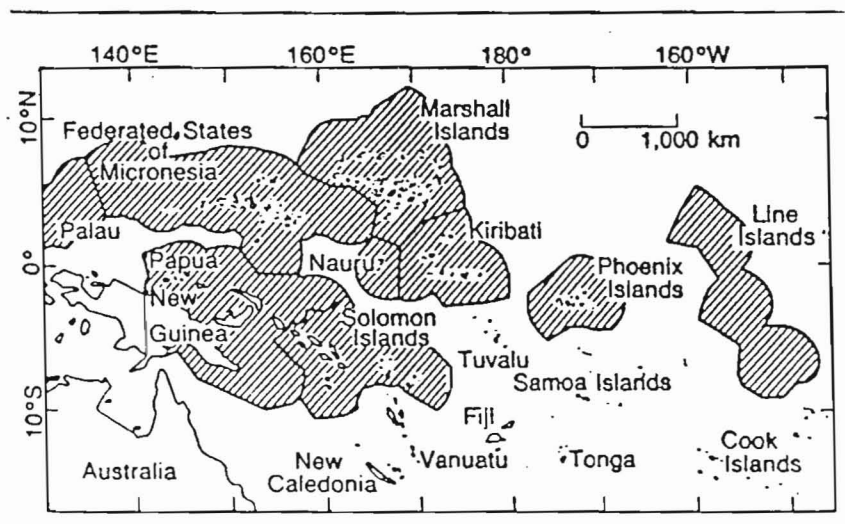 140°E 160°E 180° 160°W
10°N
Marshall
Islands
0 1,000 km
Federated States
of
Micronesia
Line
Islands
Palau
Kiribati
0°
Papua
New
Guinea
Nauru
Phoenix
Islands
Solomon
Islands
Tuvalu
Samoa Islands
10°S
Fiji
Australia
New
Caledonia
Vanuatu
Tonga
Cook
Islands